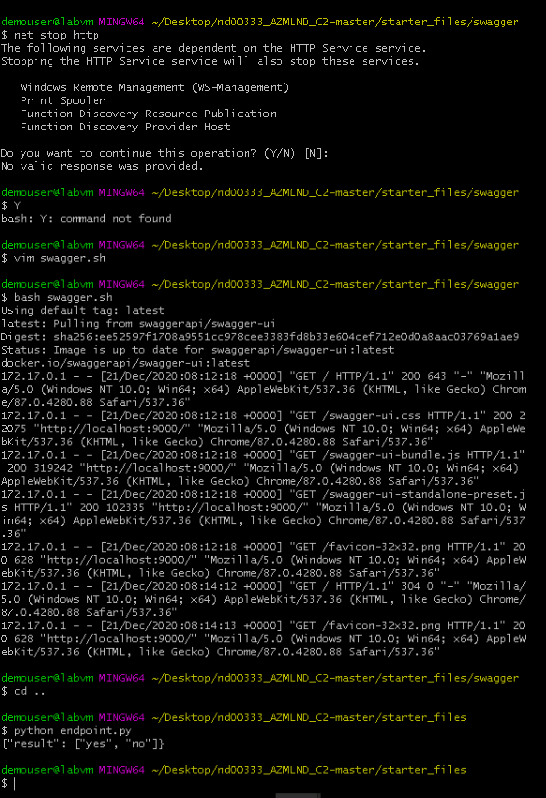 demouser@labvm MINGW64 ~/Desktop/nd00333_AZMLND_C2-master/starter_files/swagger
$ net stop http
The following services are dependent on the HTTP Service service.
Stopping the HTTP Service service will also stop these services.
Windows Remote Management (WS-Management)
Print Spooler
Function Discovery Resource Publication
Function Discovery Provider Host
Do you want to continue this operation? (Y/N) [N]:
No valid response was provided.
demouser@labvm MINGW64 ~/Desktop/nd00333_AZMLND_C2-master/starter_files/swagger
$ Y
bash: Y: command not found
demouser@labvm MINGW64 ~/Desktop/nd00333_AZMLND_C2-master/starter_files/swagger
$ vim swagger.sh
demouser@labvm MINGW64 ~/Desktop/nd00333_AZMLND_C2-master/starter_files/swagger
$ bash swagger.sh
Using default tag: latest
latest: Pulling from swaggerapi/swagger-ui
Digest: sha256:ee52597f1708a9551cc978cee3383fd8b33e604cef712e0d0a8aac03769a1ae9
Status: Image is up to date for swaggerapi/swagger-ui:latest
docker.io/swaggerapi/swagger-ui:latest
172.17.0.1 - - [21/Dec/2020:08:12:18 +0000] "GET / HTTP/1.1" 200 643 "-" "Mozill
a/5.0 (Windows NT 10.0; Win64; x64) AppleWebKit/537.36 (KHTML, like Gecko) Chrom
e/87.0.4280.88 Safari/537.36"
172.17.0.1 - - [21/Dec/2020:08:12:18 +0000] "GET /swagger-ui.css HTTP/1.1" 200 2
2075 "http://localhost:9000/" "Mozilla/5.0 (Windows NT 10.0; Win64; x64) AppleWe
bKit/537.36 (KHTML, like Gecko) Chrome/87.0.4280.88 Safari/537.36"
172.17.0.1 - - [21/Dec/2020:08:12:18 +0000] "GET /swagger-ui-bundle.js HTTP/1.1"
200 319242 "http://localhost:9000/" "Mozilla/5.0 (Windows NT 10.0; Win64; x64)
AppleWebKit/537.36 (KHTML, like Gecko) Chrome/87.0.4280.88 Safari/537.36"
172.17.0.1 - - [21/Dec/2020:08:12:18 +0000] "GET /swagger-ui-standalone-preset.j
s HTTP/1.1" 200 102335 "http://localhost:9000/" "Mozilla/5.0 (Windows NT 10.0; W
in64; x64) AppleWebKit/537.36 (KHTML, like Gecko) Chrome/87.0.4280.88 Safari/537
.36"
172.17.0.1 - - [21/Dec/2020:08:12:18 +0000] "GET /favicon-32x32.png HTTP/1.1" 20
0 628 "http://localhost:9000/" "Mozilla/5.0 (Windows NT 10.0; Win64; x64) AppleW
ebKit/537.36 (KHTML, like Gecko) Chrome/87.0.4280.88 Safari/537.36"
172.17.0.1 - - [21/Dec/2020:08:14:12 +0000] "GET / HTTP/1.1" 304 0 "-" "Mozilla/
5.0 (Windows NT 10.0; Win64; x64) AppleWebKit/537.36 (KHTML, like Gecko) Chrome/
87.0.4280.88 Safari/537.36"
172.17.0.1 - - [21/Dec/2020:08:14:13 +0000] "GET /favicon-32x32.png HTTP/1.1" 20
0 628 "http://localhost:9000/" "Mozilla/5.0 (Windows NT 10.0; Win64; x64) AppleW
ebKit/537.36 (KHTML, like Gecko) Chrome/87.0.4280.88 Safari/537.36"
demouser@labvm MINGW64 ~/Desktop/nd00333_AZMLND_C2-master/starter_files/swagger
$ cd ..
demouser@labvm MINGW64 ~/Desktop/nd00333_AZMLND_C2-master/starter_files
$ python endpoint.py
{"result": ["yes", "no"]}
demouser@labvm MINGW64 ~/Desktop/nd00333_AZMLND_C2-master/starter_files
$